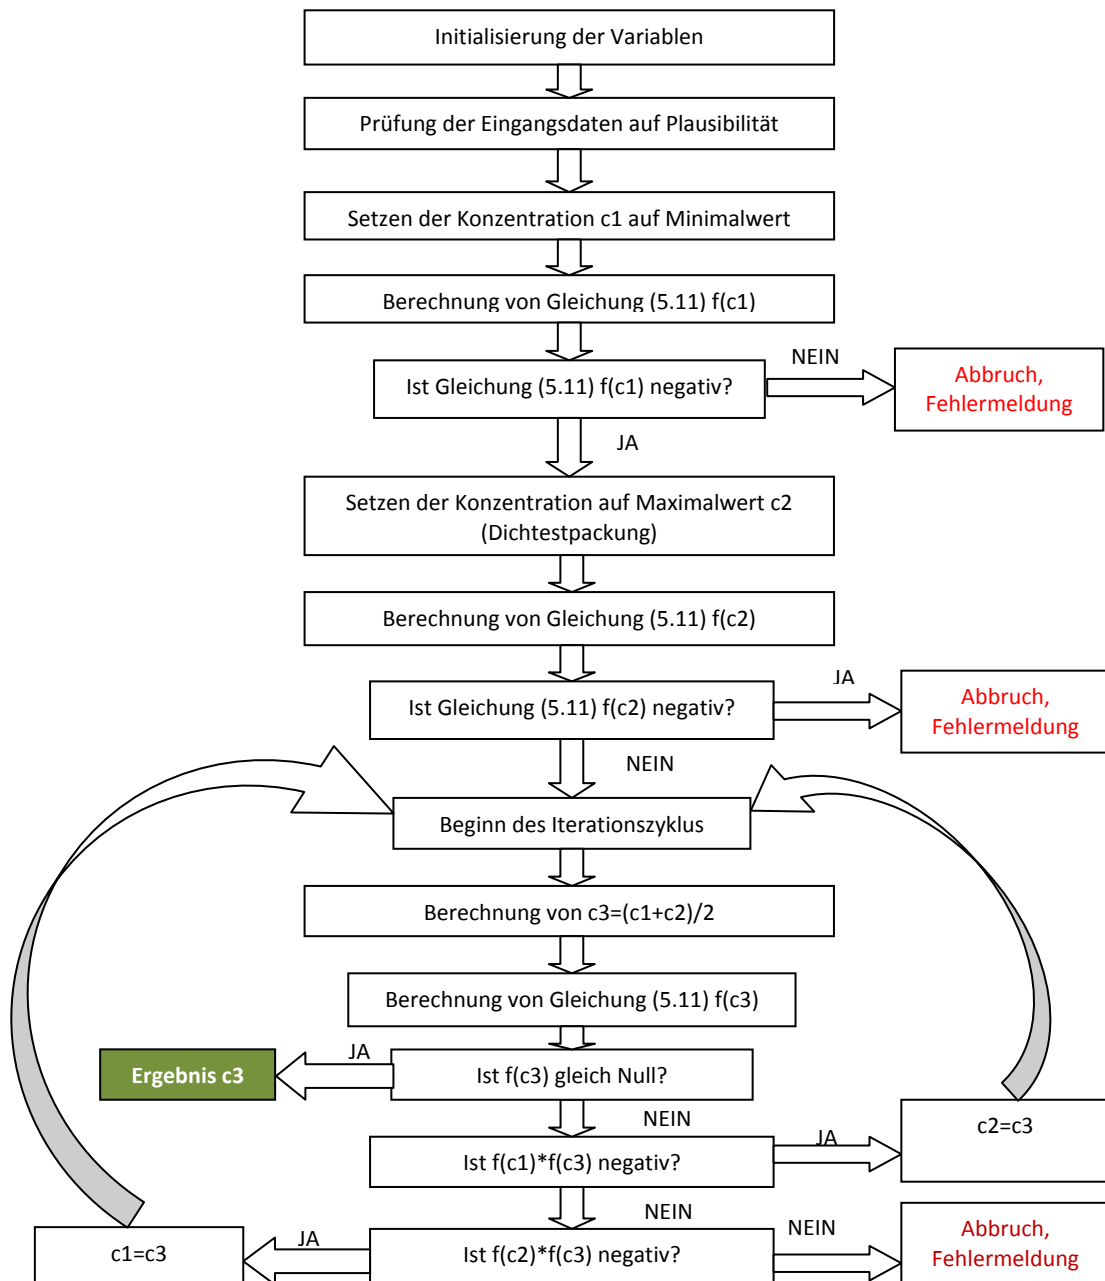 Initialisierung der Variablen
Prüfung der Eingangsdaten auf Plausibilität
Setzen der Konzentration c1 auf Minimalwert
Berechnung von Gleichung (5.11) f(c1)
NEIN
Ist Gleichung (5.11) f(c1) negativ?
Abbruch,
Fehlermeldung
JA
Setzen der Konzentration auf Maximalwert c2
(Dichtestpackung)
Berechnung von Gleichung (5.11) f(c2)
JA
Ist Gleichung (5.11) f(c2) negativ?
Abbruch,
Fehlermeldung
NEIN
Beginn des Iterationszyklus
Berechnung von c3=(c1+c2)/2
Berechnung von Gleichung (5.11) f(c3)
JA
Ergebnis c3
Ist f(c3) gleich Null?
NEIN
c2=c3
JA
Ist f(c1)*f(c3) negativ?
NEIN
NEIN
JA
c1=c3
Ist f(c2)*f(c3) negativ?
Abbruch,
Fehlermeldung